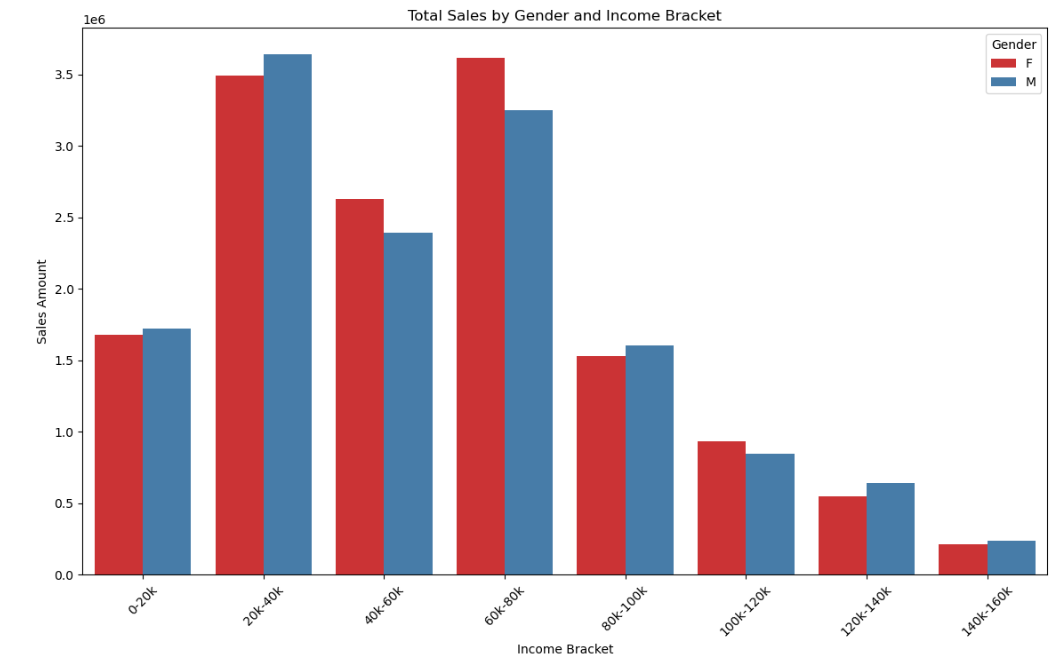 Total Sales by Gender and Income Bracket
1e6
Gender
F
M
Sales Amount
3.5
3.0
2.5
2.0
1.5
1.0
0.5
0.0
0-20k
20k-40k
40k-60k
60k-80k
80k-100k
100k-120k
120k-140k
140k-160k
Income Bracket